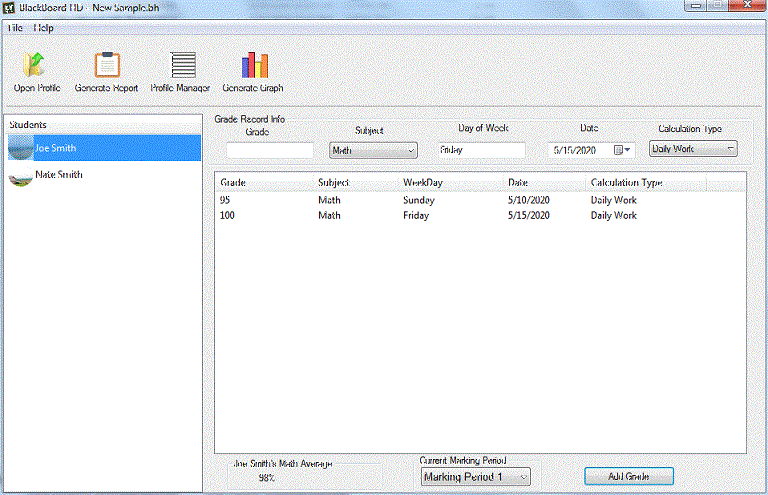 BlackBoard HD - New Sample.bh
File Help
Open Profile Generate Report Profile Manager Generate Graph
Students
Joe Smith
Nate Smith
Grade Record Info
Grade Subject Day of Week Date Calculation Type
Math Friday 5/15/2020 Daily Work
Grade Subject WeekDay Date Calculation Type
95 Math Sunday 5/10/2020 Daily Work
100 Math Friday 5/15/2020 Daily Work
Joe Smith's Math Average
98%
Current Marking Period
Marking Period 1
Add Grade